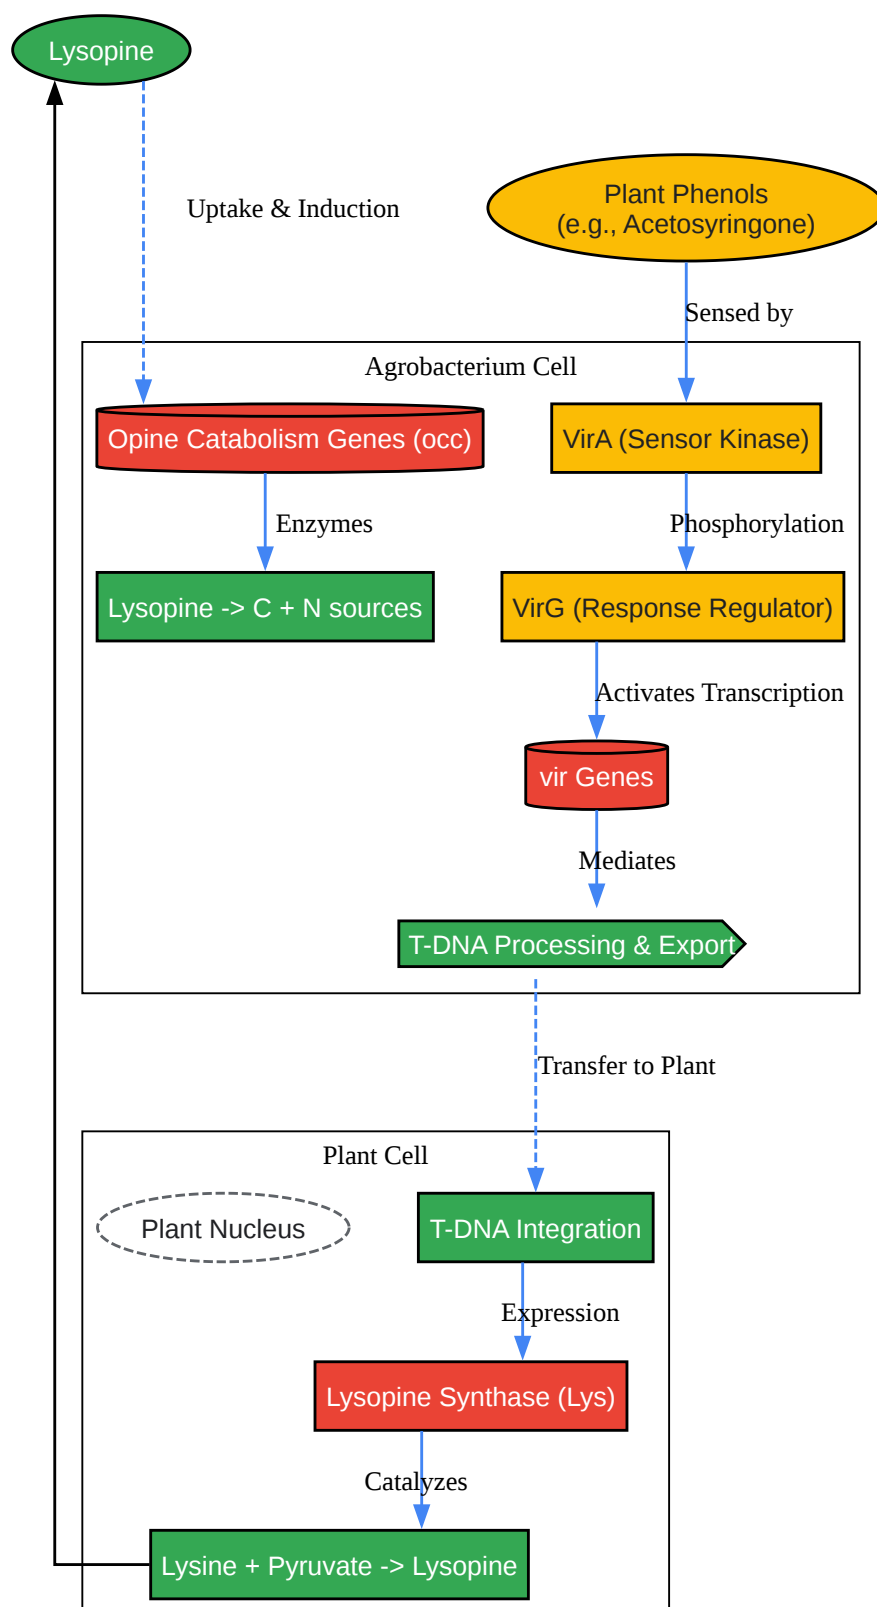 Lysopine
Uptake & Induction
Plant Phenols
(e.g., Acetosyringone)
Sensed by
Agrobacterium Cell
Opine Catabolism Genes (occ)
VirA (Sensor Kinase)
Enzymes
Phosphorylation
Lysopine -> C + N sources
VirG (Response Regulator)
Activates Transcription
vir Genes
Mediates
T-DNA Processing & Export
Transfer to Plant
Plant Cell
Plant Nucleus
T-DNA Integration
Expression
Lysopine Synthase (Lys)
Catalyzes
Lysine + Pyruvate -> Lysopine